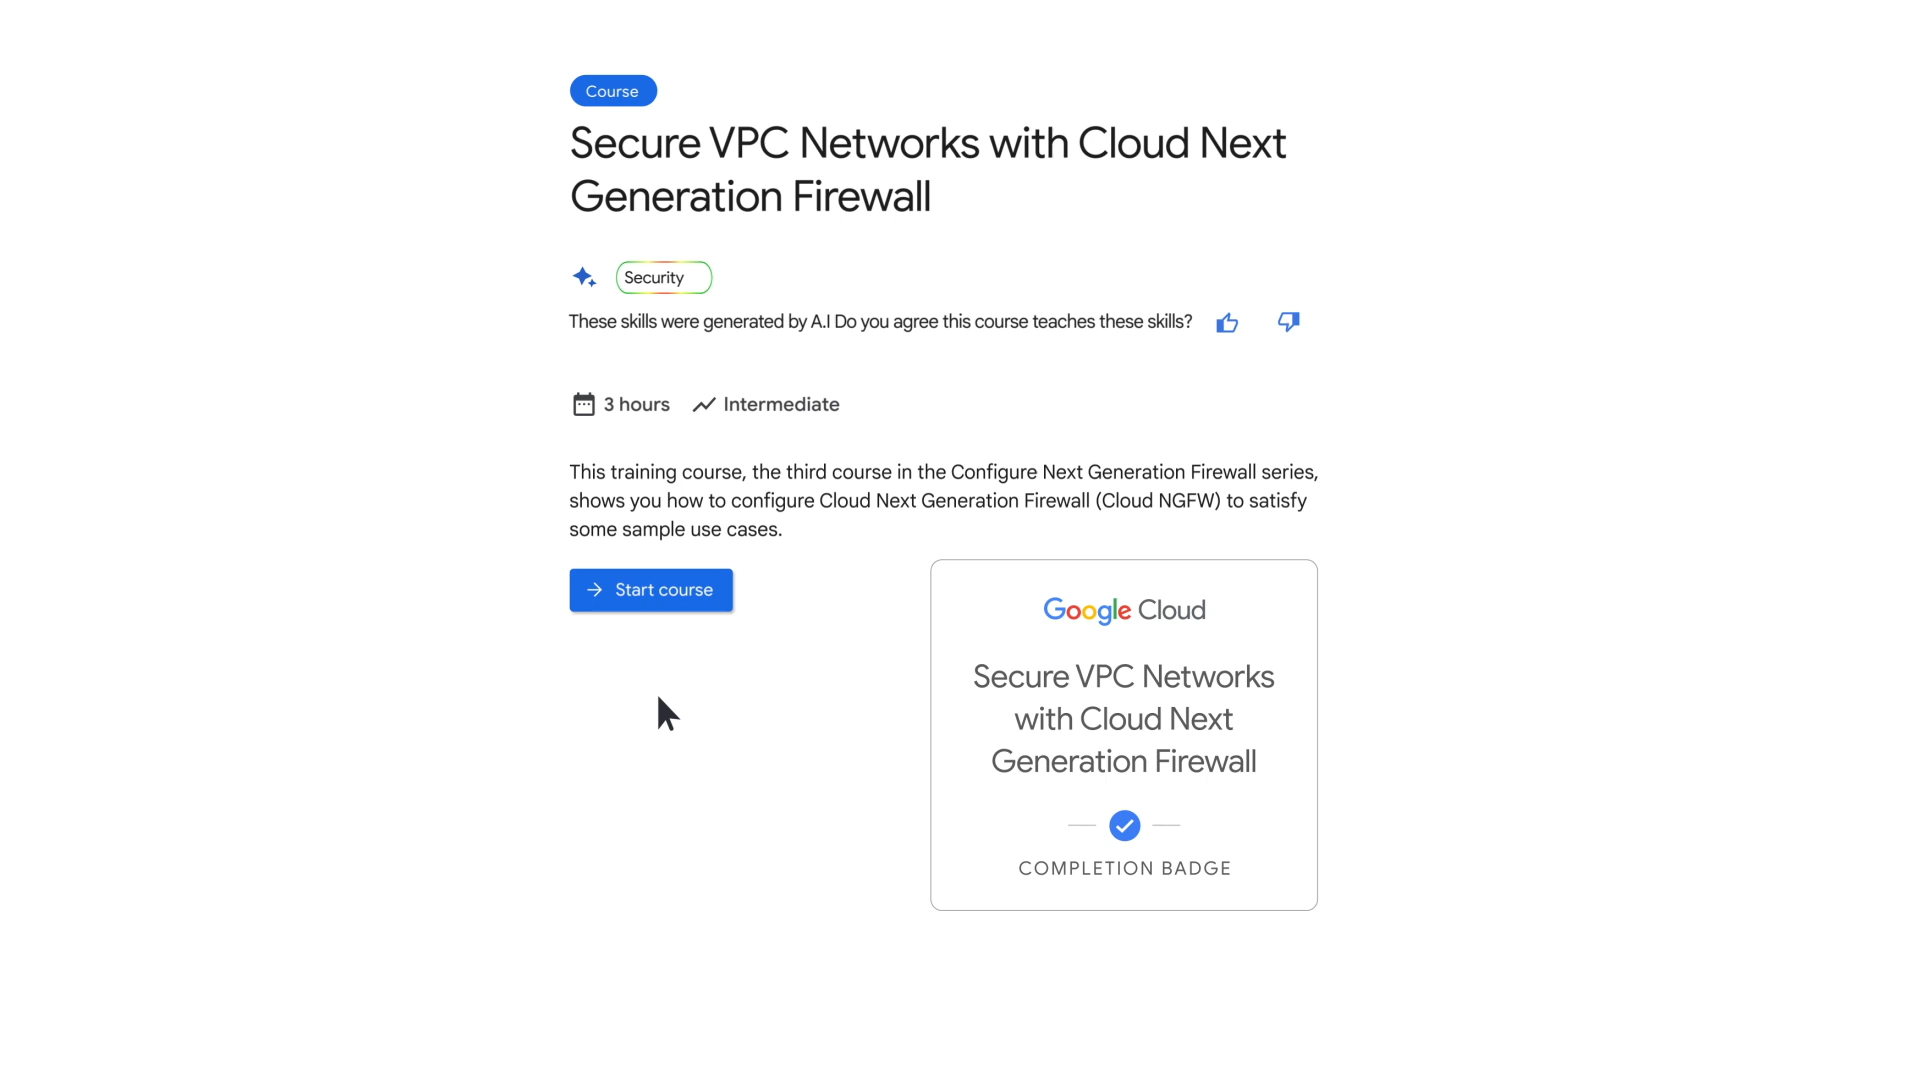 Course
Secure VPC Networks with Cloud Next
Generation Firewall
Security
These skills were generated by A.I Do you agree this course teaches these skills?
3 hours Intermediate
This training course, the third course in the Configure Next Generation Firewall series,
shows you how to configure Cloud Next Generation Firewall (Cloud NGFW) to satisfy
some sample use cases.
Start course
Google Cloud
Secure VPC Networks
with Cloud Next
Generation Firewall
COMPLETION BADGE